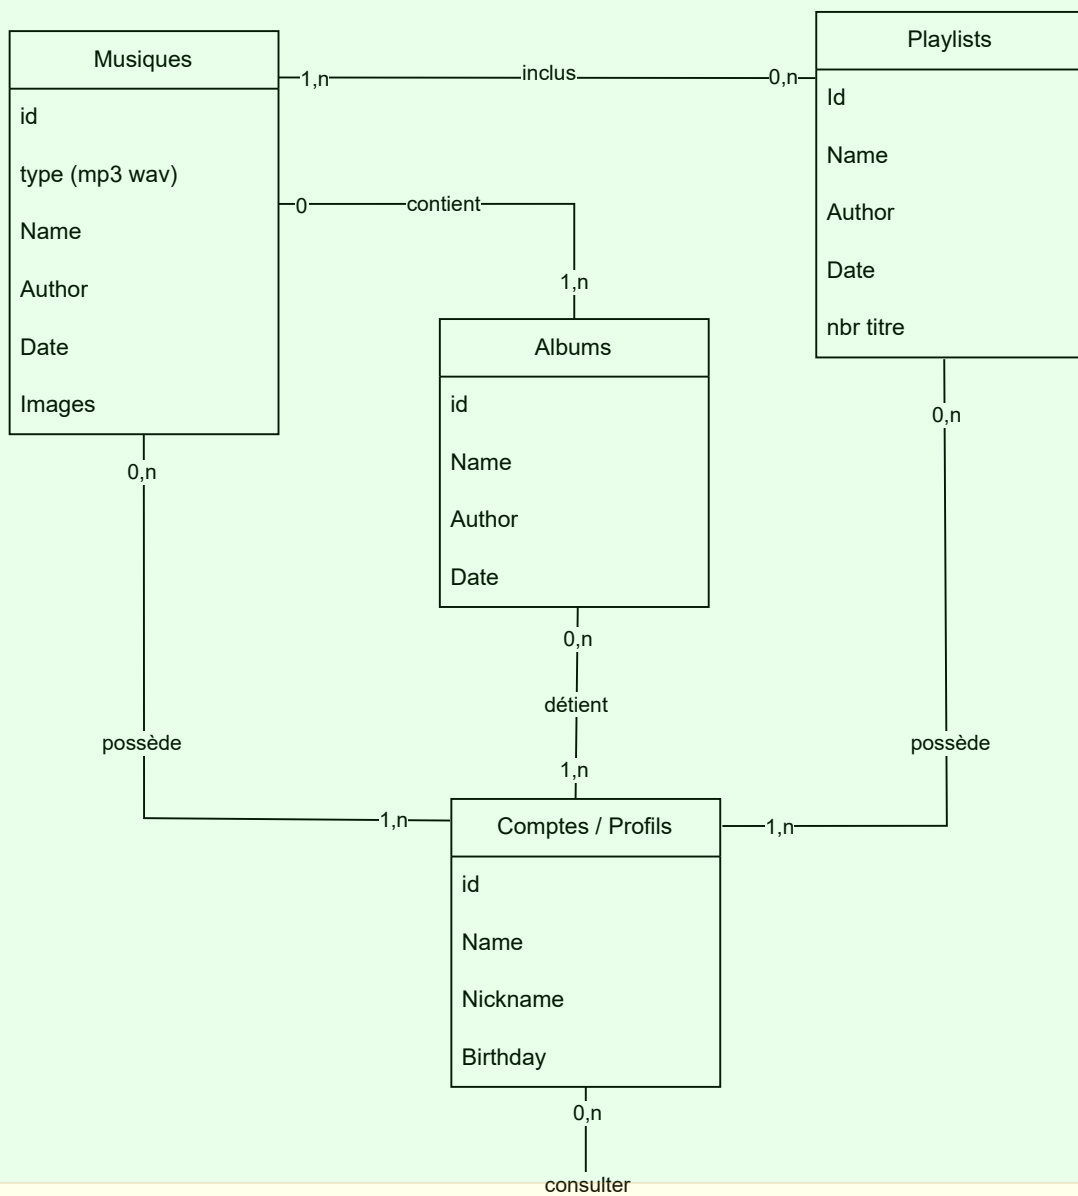 Musiques
id
type (mp3 wav)
Name
Author
Date
Images
1,n
inclus
0,n
Playlists
Id
Name
Author
Date
nbr titre
0
contient
1,n
Albums
id
Name
Author
Date
0,n
0,n
0,n
détient
1,n
possède
possède
1,n
1,n
Comptes / Profils
id
Name
Nickname
Birthday
0,n
consulter